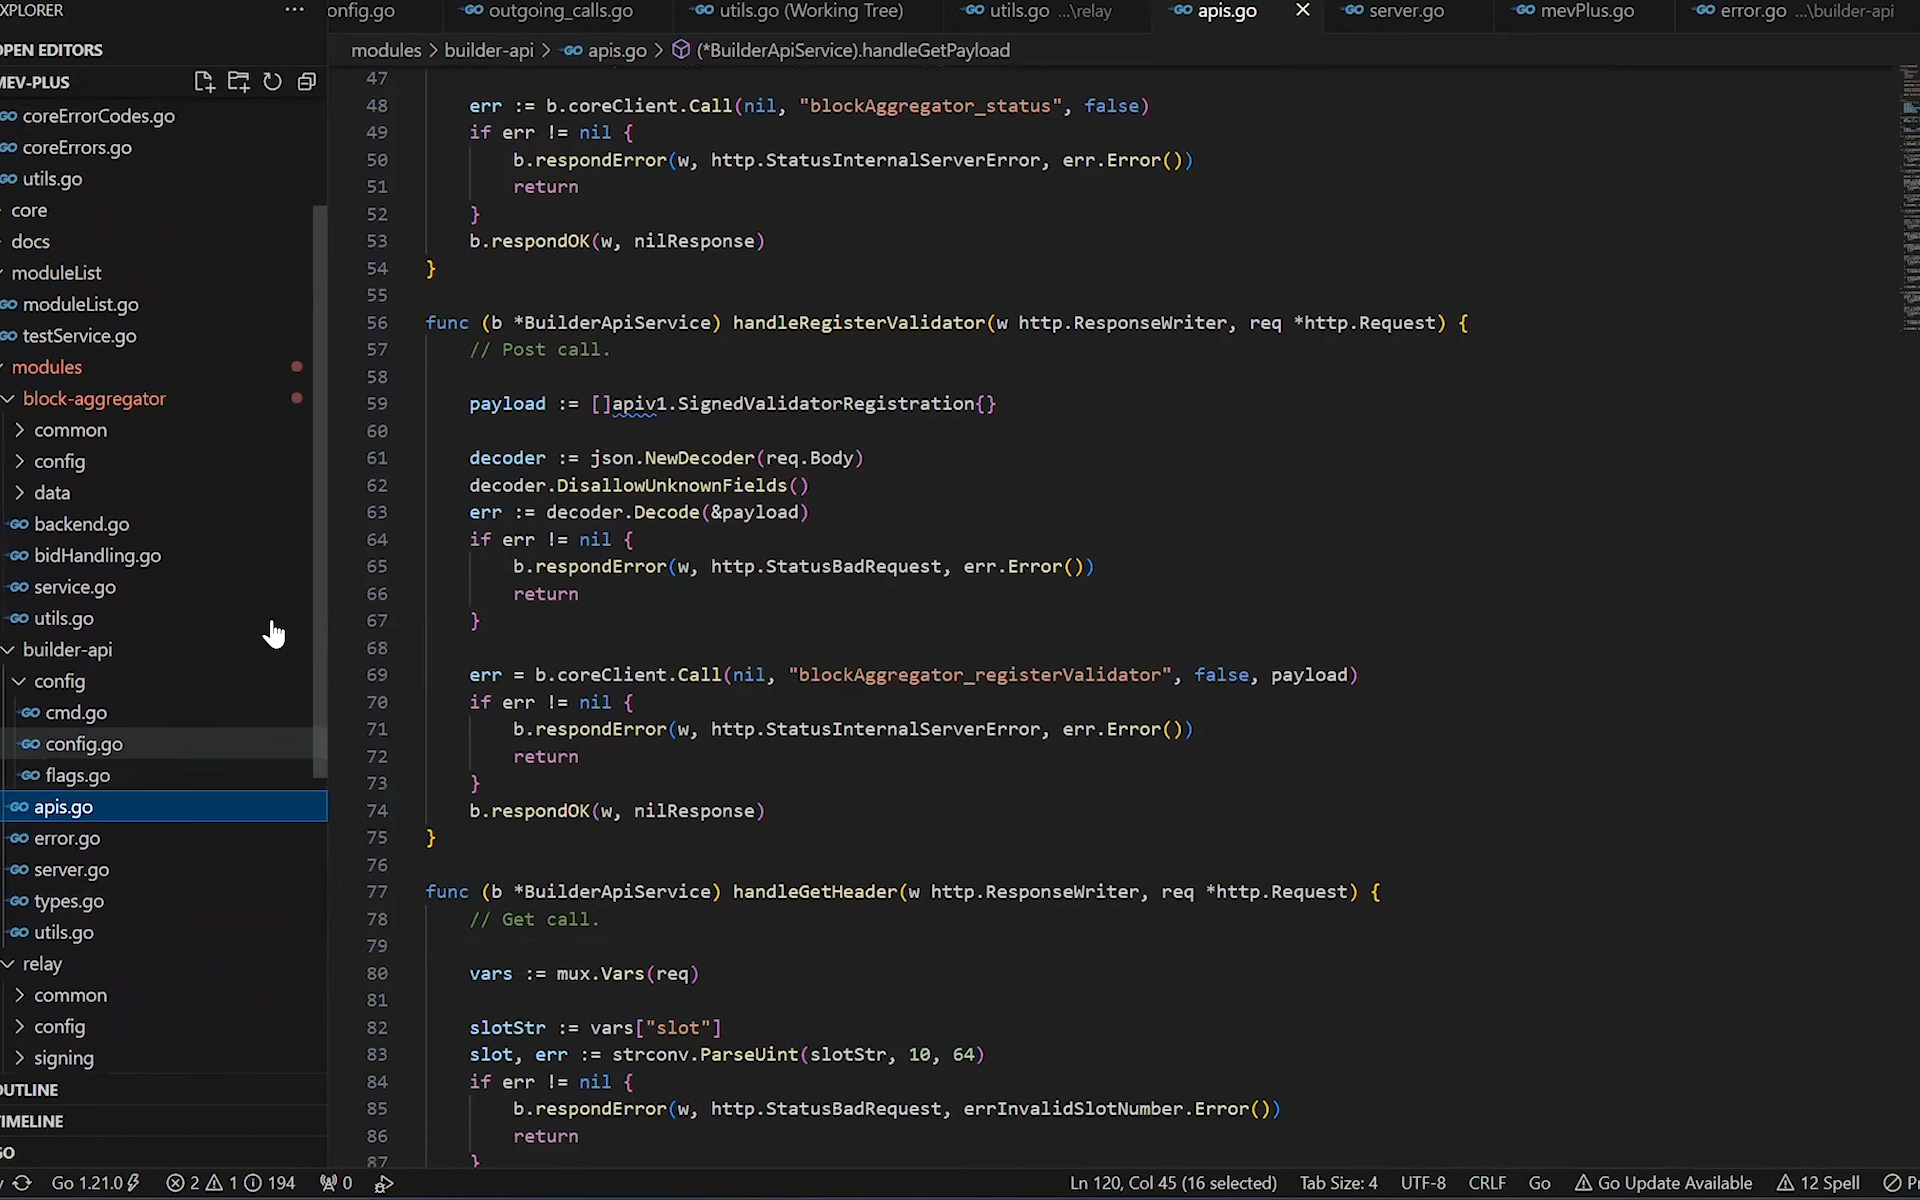 XPLORER
OPEN EDITORS
MEV-PLUS
coreErrorCodes.go
coreErrors.go
utils.go
core
docs
moduleList
moduleList.go
testService.go
modules
block-aggregator
common
config
data
backend.go
bidHandling.go
service.go
utils.go
builder-api
config
cmd.go
config.go
flags.go
apis.go
error.go
server.go
types.go
utils.go
relay
common
config
signing
OUTLINE
TIMELINE
GO
onfig.go outgoing_calls.go utils.go (Working Tree) utils.go ...\relay apis.go server.go mevPlus.go error.go ...\builder-api
modules > builder-api > apis.go > (*BuilderApiService).handleGetPayload
47
48 err := b.coreClient.Call(nil, "blockAggregator_status", false)
49 if err != nil {
50 b.respondError(w, http.StatusInternalServerError, err.Error())
51 return
52 }
53 b.respondOK(w, nilResponse)
54 }
55
56 func (b *BuilderApiService) handleRegisterValidator(w http.ResponseWriter, req *http.Request) {
57 // Post call.
58
59 payload := []apiv1.SignedValidatorRegistration{}
60
61 decoder := json.NewDecoder(req.Body)
62 decoder.DisallowUnknownFields()
63 err := decoder.Decode(&payload)
64 if err != nil {
65 b.respondError(w, http.StatusBadRequest, err.Error())
66 return
67 }
68
69 err = b.coreClient.Call(nil, "blockAggregator_registerValidator", false, payload)
70 if err != nil {
71 b.respondError(w, http.StatusInternalServerError, err.Error())
72 return
73 }
74 b.respondOK(w, nilResponse)
75 }
76
77 func (b *BuilderApiService) handleGetHeader(w http.ResponseWriter, req *http.Request) {
78 // Get call.
79
80 vars := mux.Vars(req)
81
82 slotStr := vars["slot"]
83 slot, err := strconv.ParseUint(slotStr, 10, 64)
84 if err != nil {
85 b.respondError(w, http.StatusBadRequest, errInvalidSlotNumber.Error())
86 return
87 }
Go 1.21.0 2 1 194 0 Ln 120, Col 45 (16 selected) Tab Size: 4 UTF-8 CRLF Go Go Update Available 12 Spell